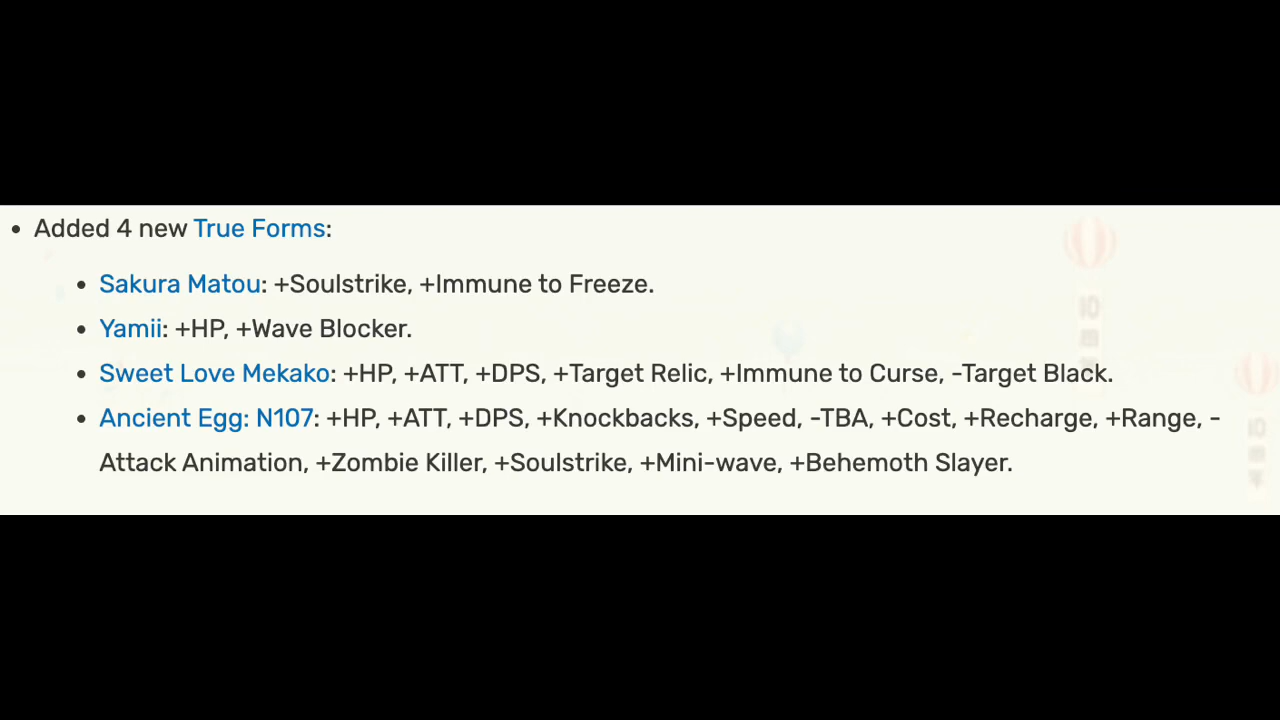 • Added 4 new True Forms:
• Sakura Matou: +Soulstrike, +Immune to Freeze.
• Yamii: +HP, +Wave Blocker.
• Sweet Love Mekako: +HP, +ATT, +DPS, +Target Relic, +Immune to Curse, -Target Black.
• Ancient Egg: N107: +HP, +ATT, +DPS, +Knockbacks, +Speed, -TBA, +Cost, +Recharge, +Range, -
Attack Animation, +Zombie Killer, +Soulstrike, +Mini-wave, +Behemoth Slayer.